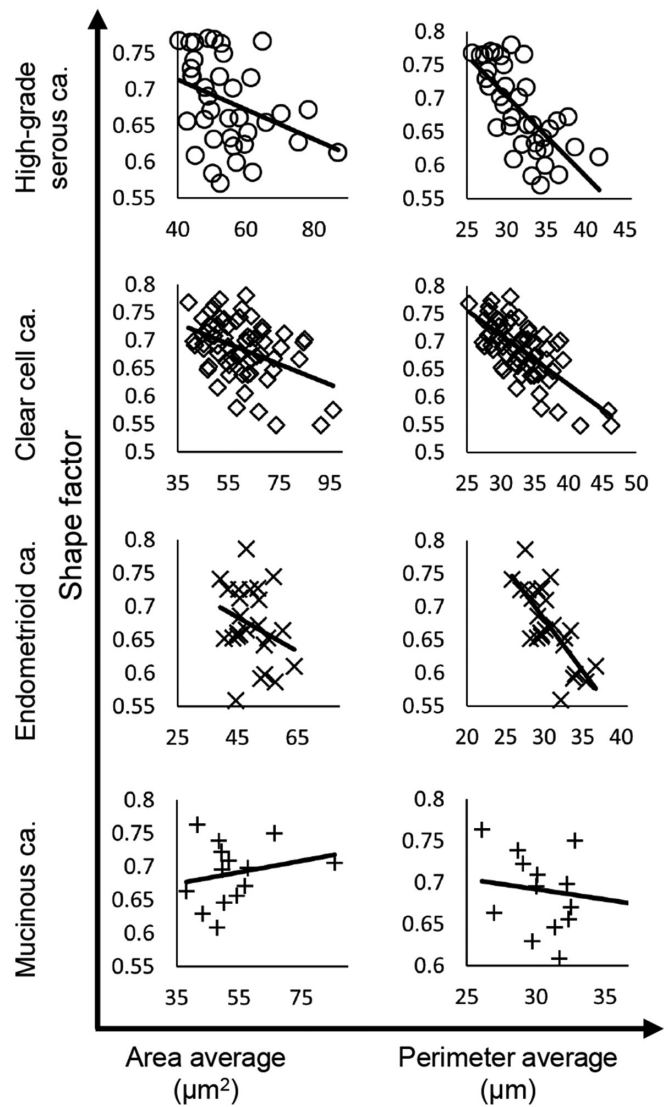 High-grade
serous ca.
0.75
0.7
0.65
0.6
0.55
40 60 80
0.75
0.7
0.65
0.6
0.55
25 35 45
Clear cell ca.
0.8
0.75
0.7
0.65
0.6
0.55
0.5
35 55 75 95
0.8
0.75
0.7
0.65
0.6
0.55
0.5
25 30 35 40 45 50
Shape factor
Endometrioid ca.
0.8
0.75
0.7
0.65
0.6
0.55
25 45 65
0.8
0.75
0.7
0.65
0.6
0.55
20 30 40
Mucinous ca.
0.8
0.75
0.7
0.65
0.6
0.55
35 55 75
0.8
0.75
0.7
0.65
0.6
25 30 35
Area average
(µm²)
Perimeter average
(µm)